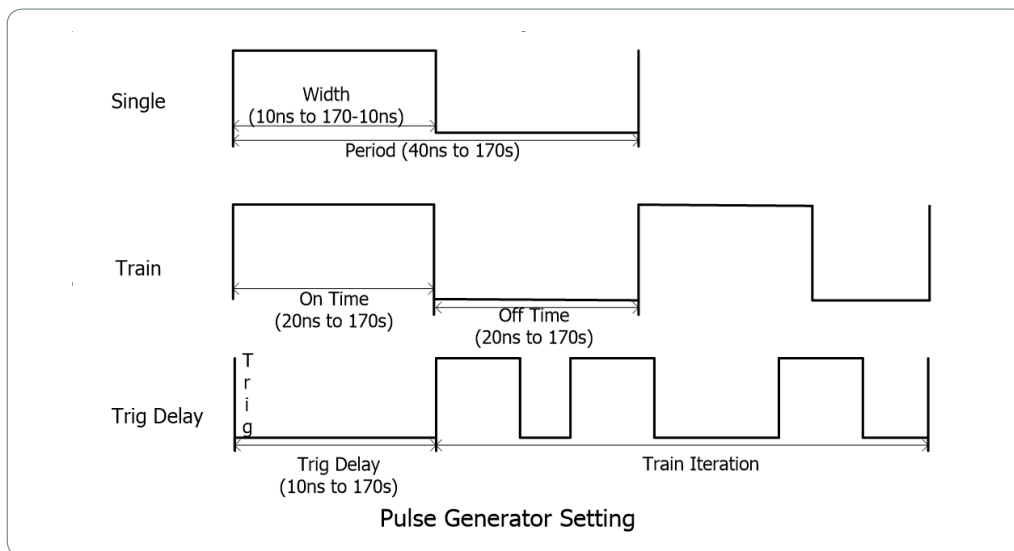 Single
Width
(10ns to 170-10ns)
Period (40ns to 170s)
Train
On Time
(20ns to 170s)
Off Time
(20ns to 170s)
Trig
Trig Delay
Trig Delay
(10ns to 170s)
Train Iteration
Pulse Generator Setting